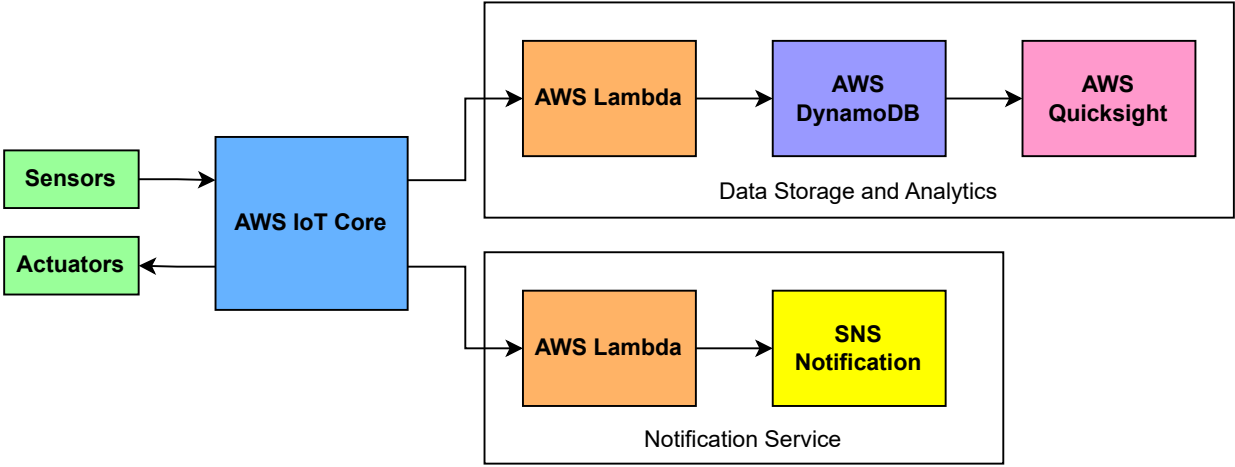 Sensors
Actuators
AWS IoT Core
AWS Lambda
AWS
DynamoDB
AWS
Quicksight
Data Storage and Analytics
AWS Lambda
SNS
Notification
Notification Service